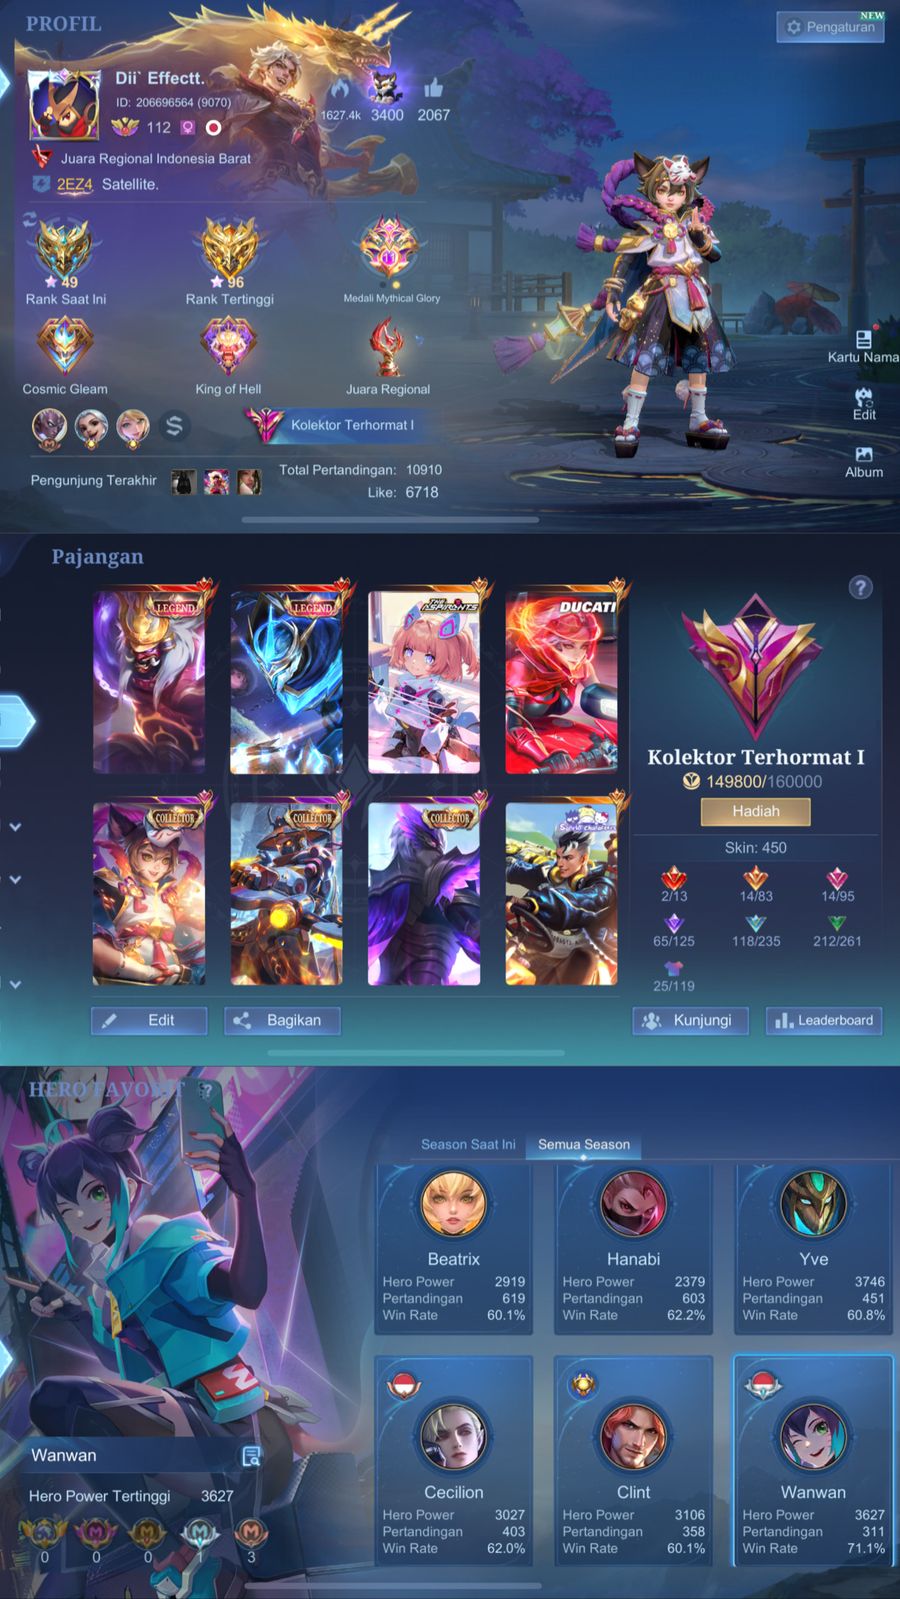 PROFIL
NEW
Pengaturan
Dii` Effectt.
ID: 206696564 (9070)
112
1627.4k
3400
2067
Juara Regional Indonesia Barat
2EZ4 Satellite.
49
96
11
Rank Saat Ini
Rank Tertinggi
Medali Mythical Glory
Cosmic Gleam
King of Hell
Juara Regional
Kolektor Terhormat I
Pengunjung Terakhir
Total Pertandingan: 10910
Like: 6718
Kartu Nama
Edit
Album
Pajangan
?
LEGEND
LEGEND
THE ASPIRANTS
DUCATI
COLLECTOR
COLLECTOR
COLLECTOR
Sanrio characters
Kolektor Terhormat I
149800/160000
Hadiah
Skin: 450
2/13
14/83
14/95
65/125
118/235
212/261
25/119
Edit
Bagikan
Kunjungi
Leaderboard
HERO FAVORIT
?
Season Saat Ini
Semua Season
Beatrix
Hero Power 2919
Pertandingan 619
Win Rate 60.1%
Hanabi
Hero Power 2379
Pertandingan 603
Win Rate 62.2%
Yve
Hero Power 3746
Pertandingan 451
Win Rate 60.8%
Cecilion
Hero Power 3027
Pertandingan 403
Win Rate 62.0%
Clint
Hero Power 3106
Pertandingan 358
Win Rate 60.1%
Wanwan
Hero Power 3627
Pertandingan 311
Win Rate 71.1%
Wanwan
Hero Power Tertinggi 3627
0
0
0
1
3